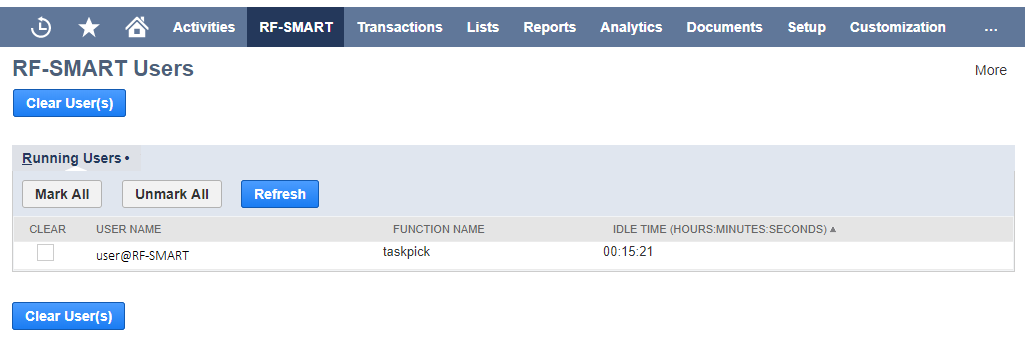 Activities RF-SMART Transactions Lists Reports Analytics Documents Setup Customization ...
RF-SMART Users
More
Clear User(s)
Running Users •
Mark All Unmark All Refresh
CLEAR USER NAME FUNCTION NAME IDLE TIME (HOURS:MINUTES:SECONDS) ▲
user@RF-SMART taskpick 00:15:21
Clear User(s)